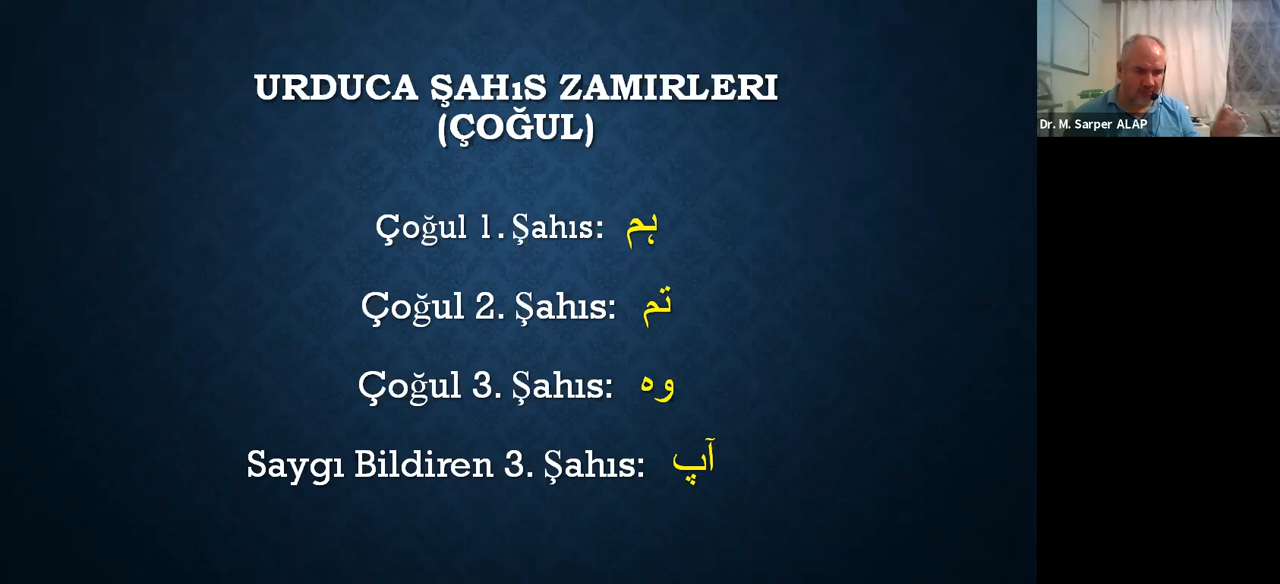 URDUCA ŞAHıS ZAMIRLERI
(ÇOĞUL)
Çoğul 1. Şahıs: ہم
Çoğul 2. Şahıs: تم
Çoğul 3. Şahıs: وہ
Saygı Bildiren 3. Şahıs: آپ
Dr. M. Sarper ALAP